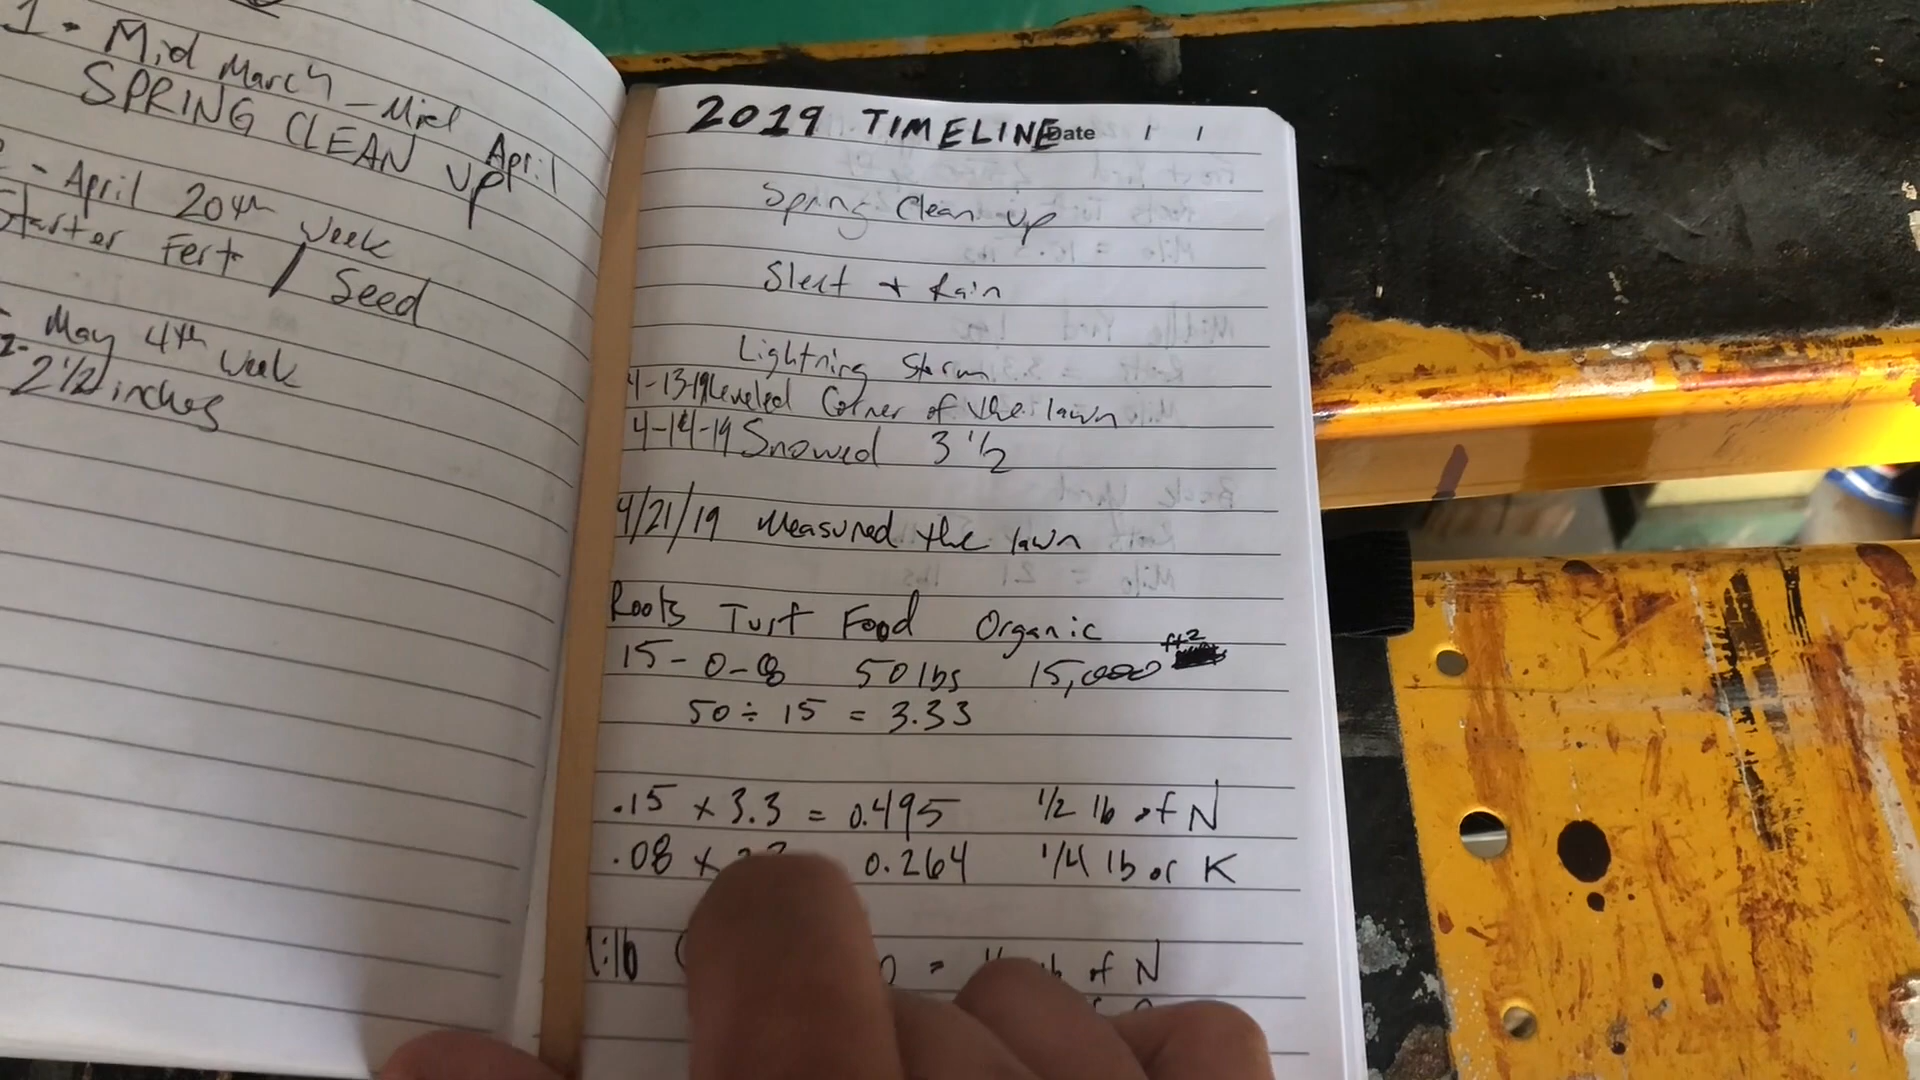 1 - Mid March - Mid April
SPRING CLEAN UP
- April 20th Week
Starter Fert / Seed
- May 4th Week
2 1/2 inches
2019 TIMELINE Date / /
Spring Clean up
Sleet + Rain
Lightning Storm
4-13-19 Leveled Corner of the lawn
4-14-19 Snowed 3 1/2
4/21/19 Measured the lawn
Roots Turf Food Organic
15-0-8 50 lbs 15,000 ft2
50 ÷ 15 = 3.33
.15 x 3.3 = 0.495 1/2 lb of N
.08 x 0.264 1/4 lb of K
= lb of N